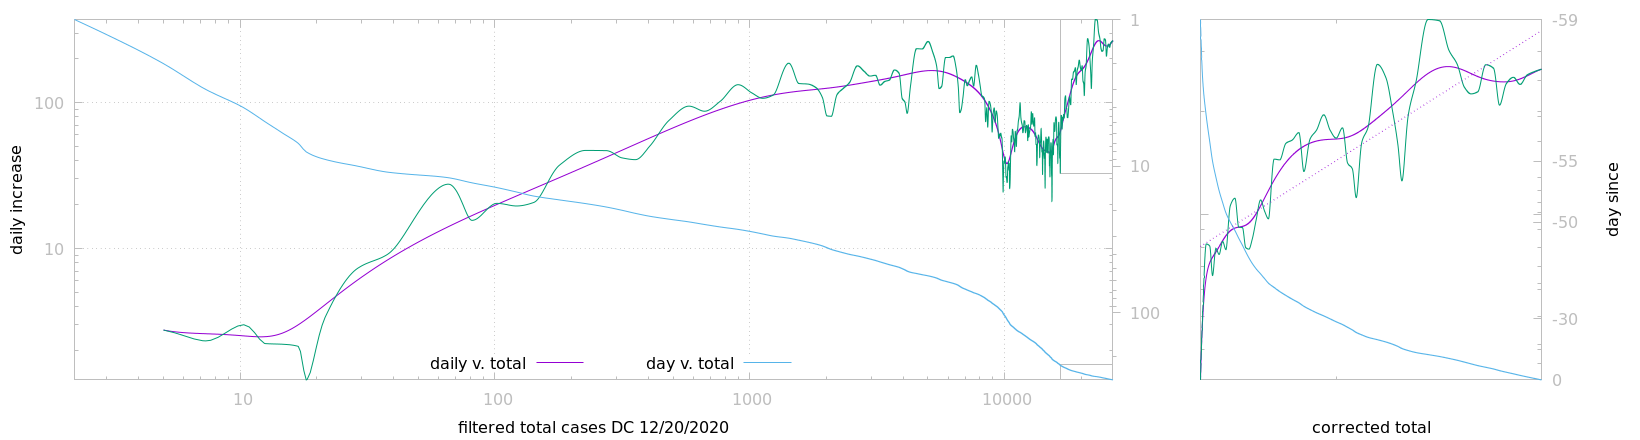 1
-59
100
daily increase
10
-55
-50
day since
10
100
-30
daily v. total
day v. total
0
10
100
1000
10000
filtered total cases DC 12/20/2020
corrected total